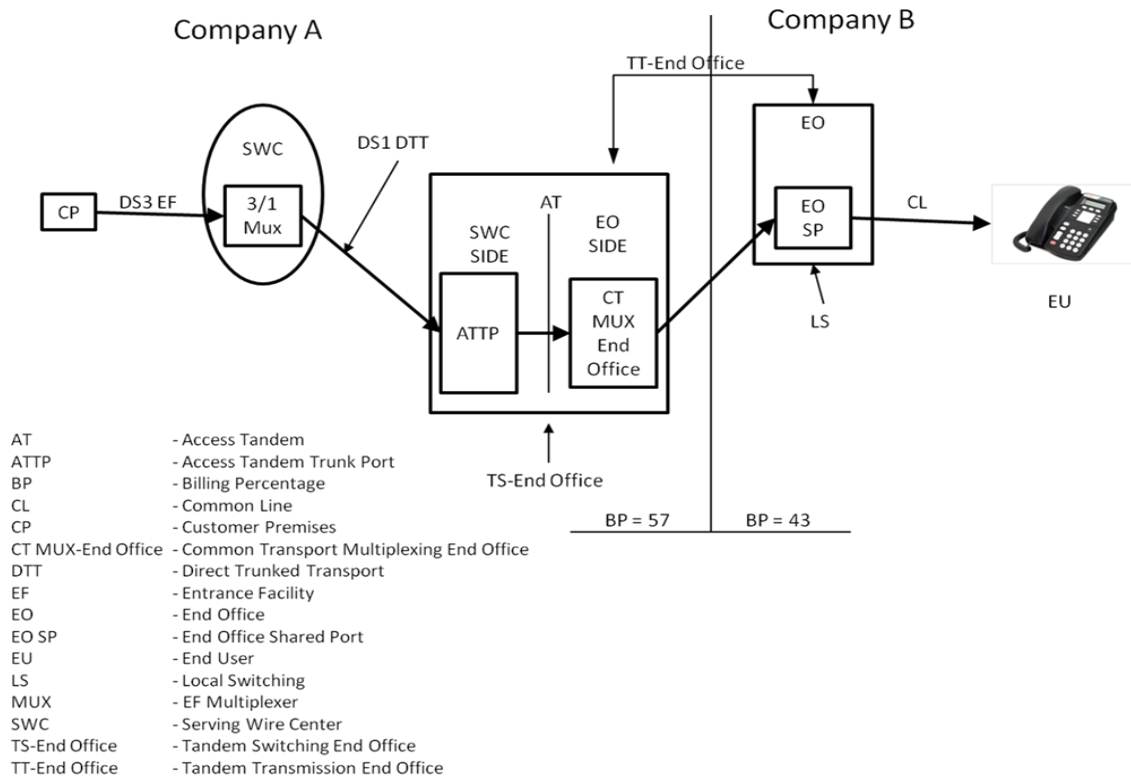 Company A
Company B
TT-End Office
EO
SWC
DS1 DTT
CP
DS3 EF
3/1
Mux
AT
SWC
SIDE
EO
SIDE
EO
SP
CL
ATTP
CT
MUX
End
Office
LS
EU
TS-End Office
BP = 57
BP = 43
AT - Access Tandem
ATTP - Access Tandem Trunk Port
BP - Billing Percentage
CL - Common Line
CP - Customer Premises
CT MUX-End Office - Common Transport Multiplexing End Office
DTT - Direct Trunked Transport
EF - Entrance Facility
EO - End Office
EO SP - End Office Shared Port
EU - End User
LS - Local Switching
MUX - EF Multiplexer
SWC - Serving Wire Center
TS-End Office - Tandem Switching End Office
TT-End Office - Tandem Transmission End Office